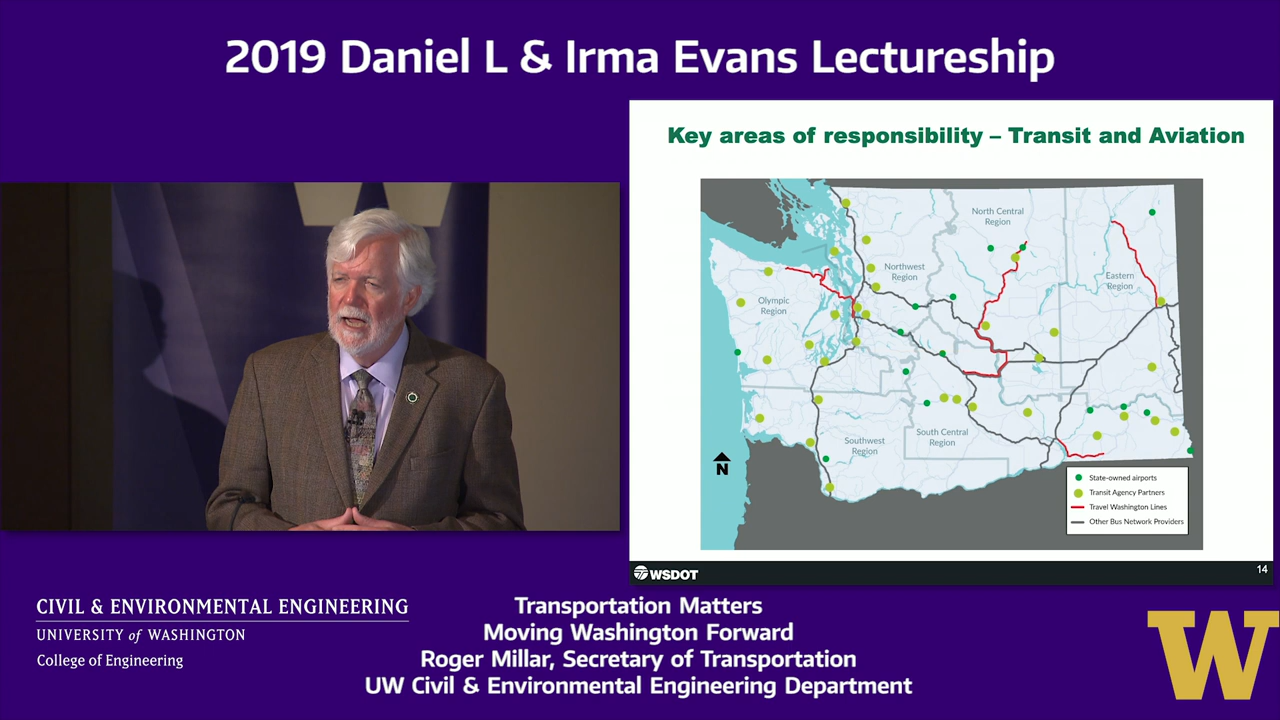 2019 Daniel L & Irma Evans Lectureship
Key areas of responsibility – Transit and Aviation
North Central
Region
Northwest
Region
Eastern
Region
Olympic
Region
Southwest
Region
South Central
Region
N
State-owned airports
Transit Agency Partners
Travel Washington Lines
Other Bus Network Providers
WSDOT
14
CIVIL & ENVIRONMENTAL ENGINEERING
UNIVERSITY of WASHINGTON
College of Engineering
Transportation Matters
Moving Washington Forward
Roger Millar, Secretary of Transportation
UW Civil & Environmental Engineering Department
W